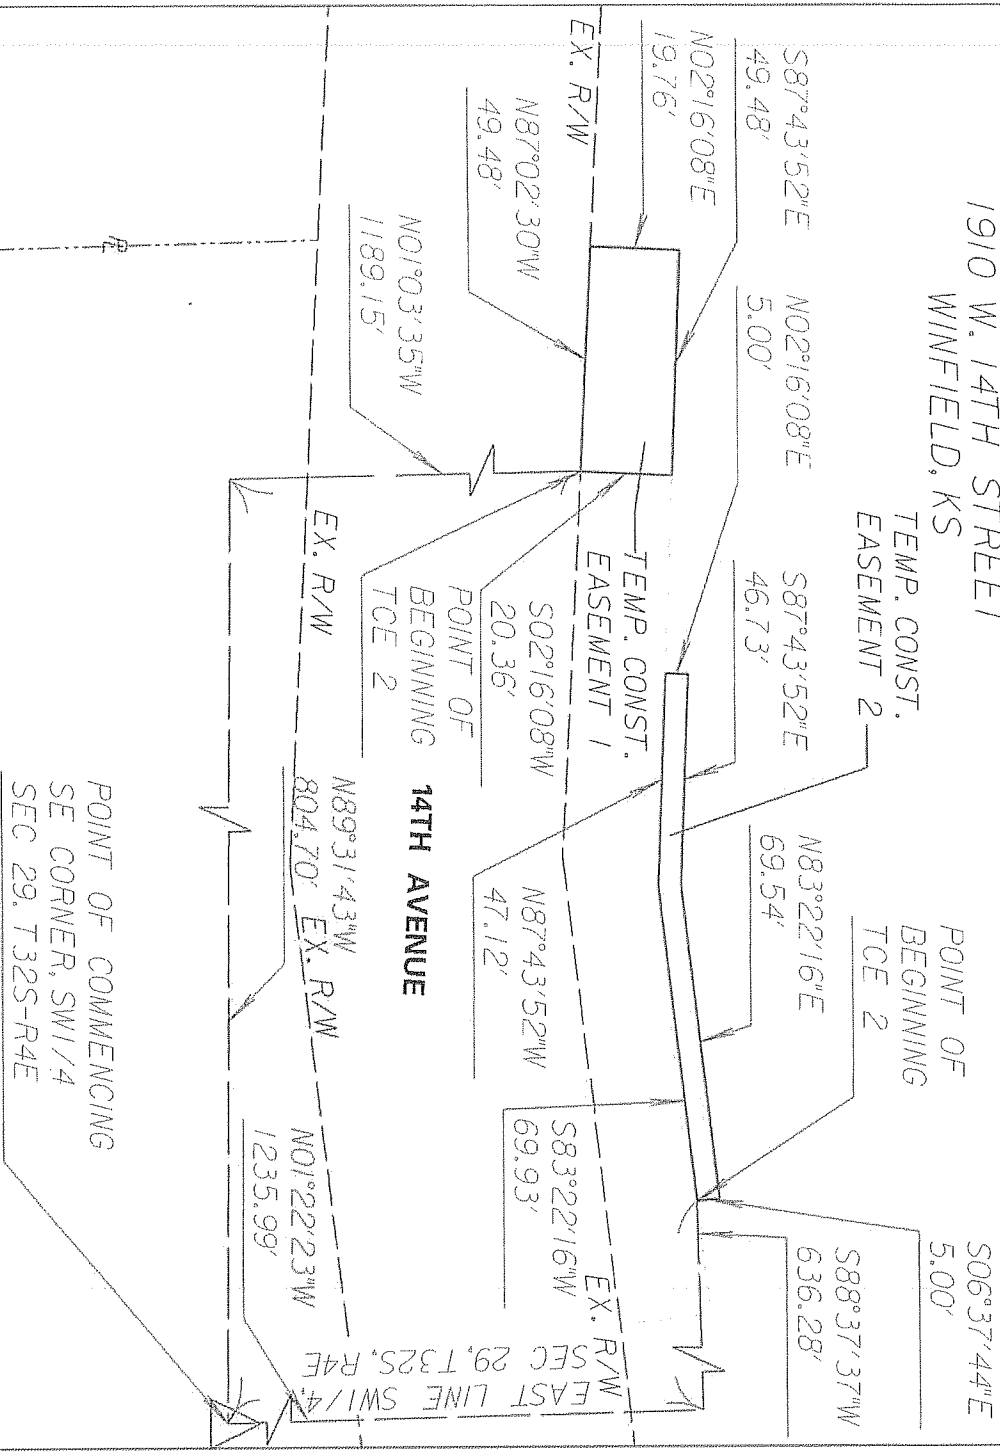 1910 W. 14TH STREET
WINFIELD, KS
TEMP. CONST.
EASEMENT 2
POINT OF
BEGINNING
TCE 2
S06°37'44"E
5.00'
S88°37'37"W
636.28'
S87°43'52"E
49.48'
N02°16'08"E
5.00'
S87°43'52"E
46.73'
N83°22'16"E
69.54'
N02°16'08"E
19.76'
EX. R/W
N87°02'30"W
49.48'
TEMP. CONST.
EASEMENT 1
S02°16'08"W
20.36'
N87°43'52"W
47.12'
S83°22'16"W
69.93'
EX. R/W
N01°03'35"W
1189.15'
POINT OF
BEGINNING
TCE 2
14TH AVENUE
EX. R/W
N89°31'43"W
804.70'
EX. R/W
N01°22'23"W
1235.99'
EAST LINE SW1/4,
SEC 29, T32S, R4E
PL
POINT OF COMMENCING
SE CORNER, SW1/4
SEC 29. T32S-R4E